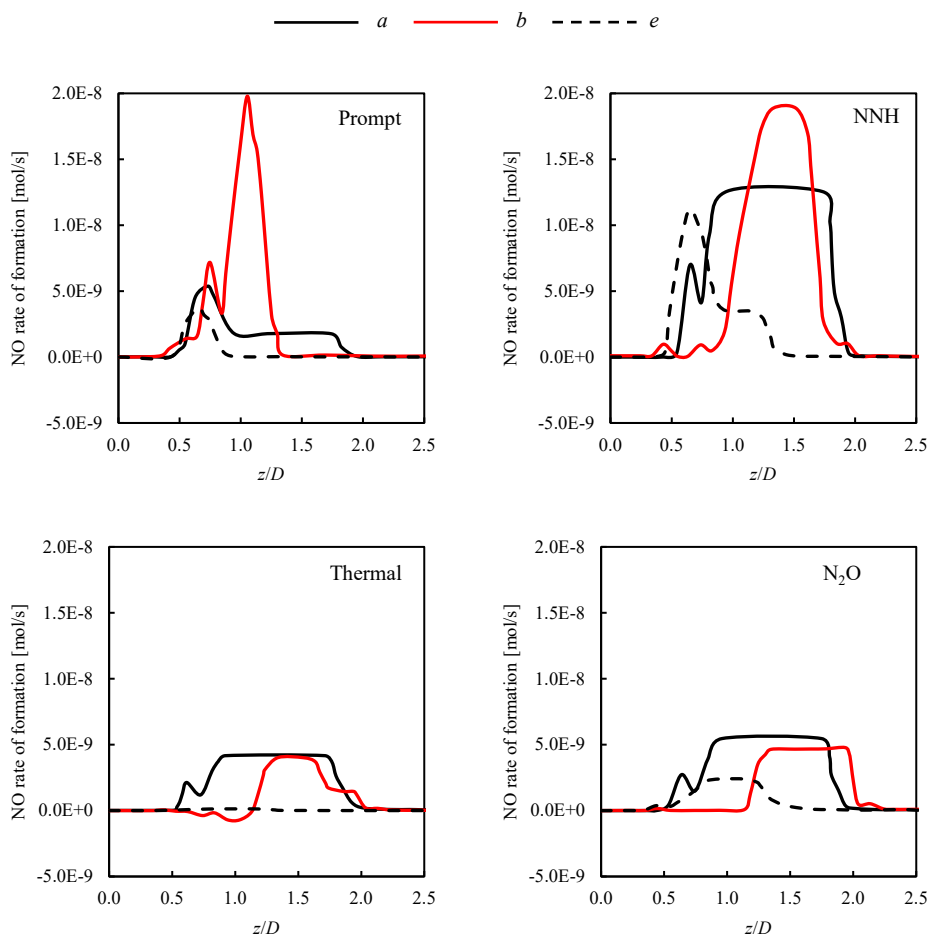 a b e
Prompt
NO rate of formation [mol/s]
2.0E-8
1.5E-8
1.0E-8
5.0E-9
0.0E+0
-5.0E-9
0.0 0.5 1.0 1.5 2.0 2.5
z/D
NNH
NO rate of formation [mol/s]
2.0E-8
1.5E-8
1.0E-8
5.0E-9
0.0E+0
-5.0E-9
0.0 0.5 1.0 1.5 2.0 2.5
z/D
Thermal
NO rate of formation [mol/s]
2.0E-8
1.5E-8
1.0E-8
5.0E-9
0.0E+0
-5.0E-9
0.0 0.5 1.0 1.5 2.0 2.5
z/D
N₂O
NO rate of formation [mol/s]
2.0E-8
1.5E-8
1.0E-8
5.0E-9
0.0E+0
-5.0E-9
0.0 0.5 1.0 1.5 2.0 2.5
z/D